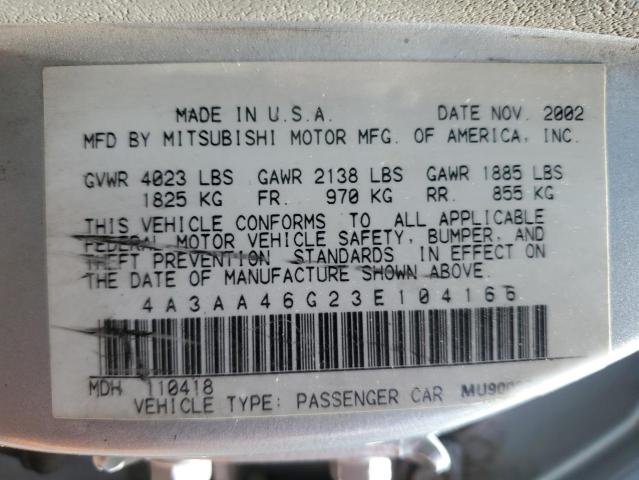 MADE IN U.S.A. DATE NOV. 2002
MFD BY MITSUBISHI MOTOR MFG. OF AMERICA, INC.
GVWR 4023 LBS GAWR 2138 LBS GAWR 1885 LBS
1825 KG FR. 970 KG RR. 855 KG
THIS VEHICLE CONFORMS TO ALL APPLICABLE
FEDERAL MOTOR VEHICLE SAFETY, BUMPER, AND
THEFT PREVENTION STANDARDS IN EFFECT ON
THE DATE OF MANUFACTURE SHOWN ABOVE.
4A3AA46G23E104166
MDH 110418
VEHICLE TYPE: PASSENGER CAR